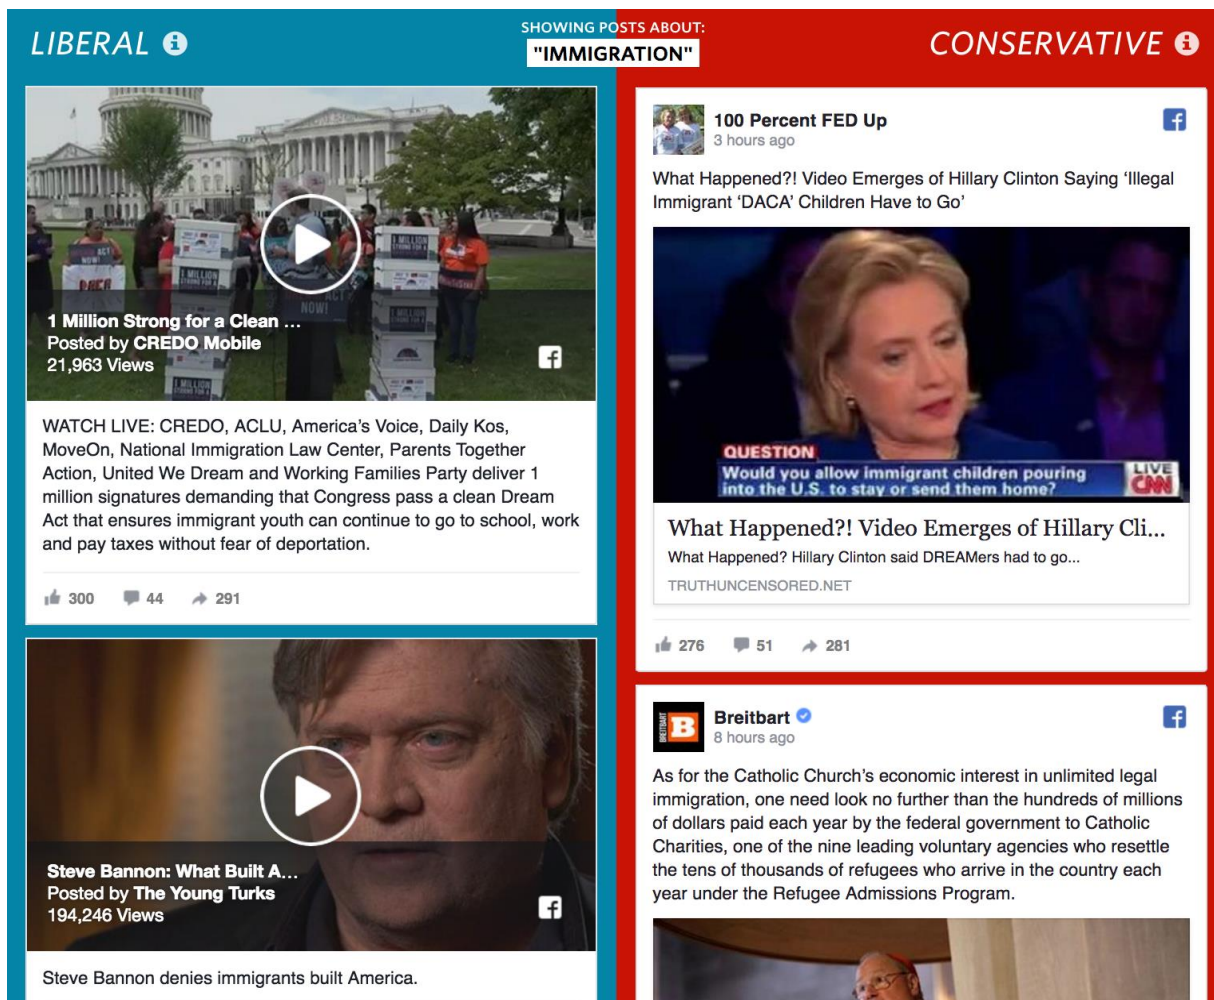 LIBERAL
SHOWING POSTS ABOUT:
"IMMIGRATION"
CONSERVATIVE
1 MILLION
1 MILLION
ACT
NOW!
1 Million Strong for a Clean ...
Posted by CREDO Mobile
21,963 Views
WATCH LIVE: CREDO, ACLU, America's Voice, Daily Kos,
MoveOn, National Immigration Law Center, Parents Together
Action, United We Dream and Working Families Party deliver 1
million signatures demanding that Congress pass a clean Dream
Act that ensures immigrant youth can continue to go to school, work
and pay taxes without fear of deportation.
300 44 291
Steve Bannon: What Built A...
Posted by The Young Turks
194,246 Views
Steve Bannon denies immigrants built America.
100 Percent FED Up
3 hours ago
What Happened?! Video Emerges of Hillary Clinton Saying ‘Illegal
Immigrant ‘DACA’ Children Have to Go’
QUESTION
Would you allow immigrant children pouring
into the U.S. to stay or send them home?
LIVE
CNN
What Happened?! Video Emerges of Hillary Cli...
What Happened? Hillary Clinton said DREAMers had to go...
TRUTHUNCENSORED.NET
276 51 281
BREITBART
B
Breitbart
8 hours ago
As for the Catholic Church's economic interest in unlimited legal
immigration, one need look no further than the hundreds of millions
of dollars paid each year by the federal government to Catholic
Charities, one of the nine leading voluntary agencies who resettle
the tens of thousands of refugees who arrive in the country each
year under the Refugee Admissions Program.